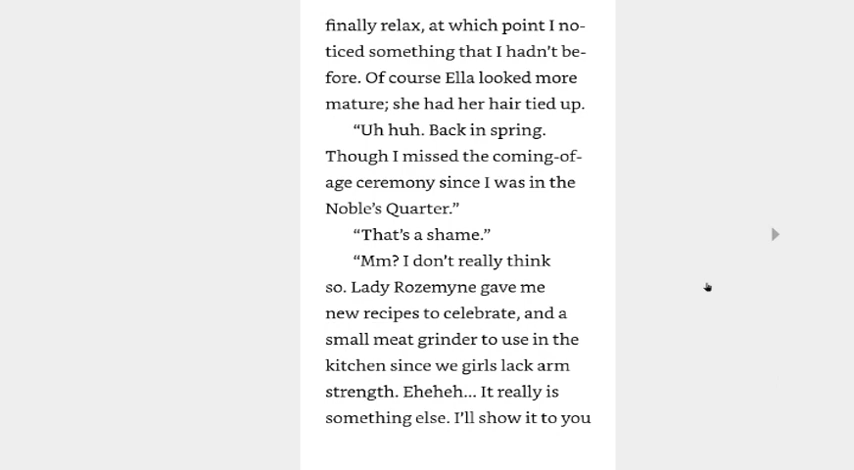 finally relax, at which point I no-
ticed something that I hadn’t be-
fore. Of course Ella looked more
mature; she had her hair tied up.
“Uh huh. Back in spring.
Though I missed the coming-of-
age ceremony since I was in the
Noble’s Quarter.”
“That’s a shame.”
“Mm? I don’t really think
so. Lady Rozemyne gave me
new recipes to celebrate, and a
small meat grinder to use in the
kitchen since we girls lack arm
strength. Eheheh... It really is
something else. I’ll show it to you